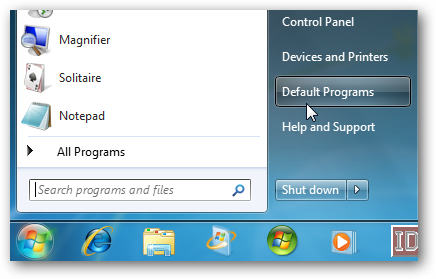 Control Panel
Magnifier
Devices and Printers
Solitaire
Default Programs
Notepad
Help and Support
All Programs
Search programs and files
Shut down
ID